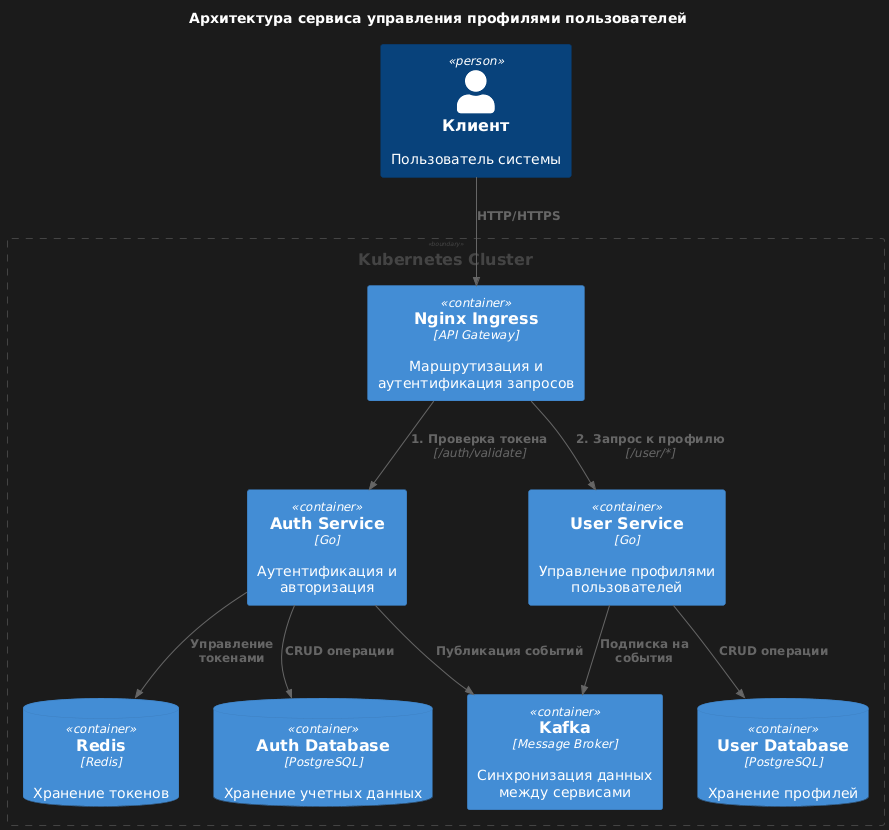 Архитектура сервиса управления профилями пользователей
«person»
Клиент
Пользователь системы
HTTP/HTTPS
«boundary»
Kubernetes Cluster
«container»
Nginx Ingress
[API Gateway]
Маршрутизация и
аутентификация запросов
1. Проверка токена
[/auth/validate]
2. Запрос к профилю
[/user/*]
«container»
Auth Service
[Go]
Аутентификация и
авторизация
«container»
User Service
[Go]
Управление профилями
пользователей
Управление
токенами
CRUD операции
Публикация событий
Подписка на
события
CRUD операции
«container»
Redis
[Redis]
Хранение токенов
«container»
Auth Database
[PostgreSQL]
Хранение учетных данных
«container»
Kafka
[Message Broker]
Синхронизация данных
между сервисами
«container»
User Database
[PostgreSQL]
Хранение профилей